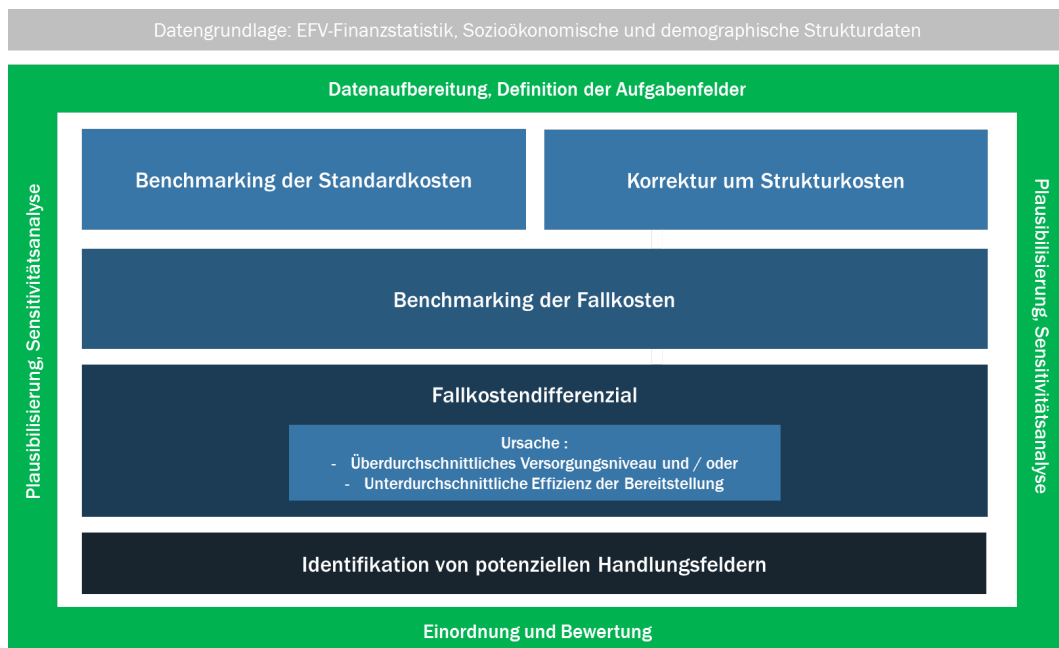 Datengrundlage: EFV-Finanzstatistik, Sozioökonomische und demographische Strukturdaten
Datenaufbereitung, Definition der Aufgabenfelder
Plausibilisierung, Sensitivitätsanalyse
Benchmarking der Standardkosten
Korrektur um Strukturkosten
Benchmarking der Fallkosten
Fallkostendifferenzial
Ursache :
- Überdurchschnittliches Versorgungsniveau und / oder
- Unterdurchschnittliche Effizienz der Bereitstellung
Identifikation von potenziellen Handlungsfeldern
Plausibilisierung, Sensitivitätsanalyse
Einordnung und Bewertung